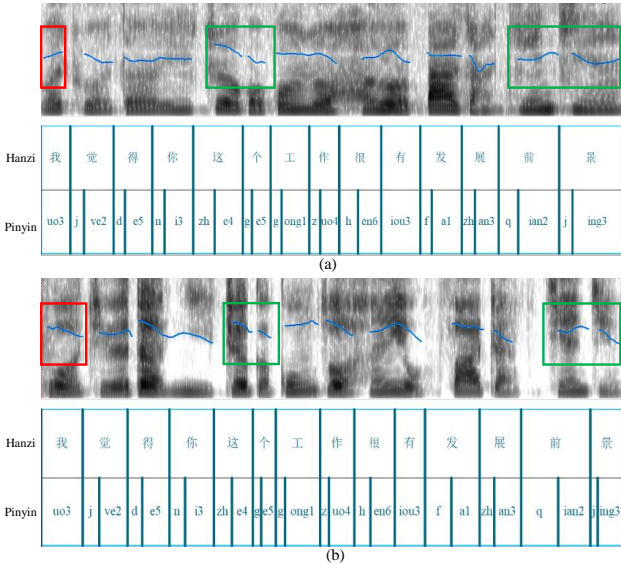 Hanzi 我 觉 得 你 这 个 工 作 很 有 发 展 前 景
Pinyin uo3 j ve2 d e5 n i3 zh e4 g e5 g ong1 z uo4 h en6 iou3 f a1 zh an3 q ian2 j ing3
(a)
Hanzi 我 觉 得 你 这 个 工 作 很 有 发 展 前 景
Pinyin uo3 j ve2 d e5 n i3 zh e4 g e5 g ong1 z uo4 h en6 iou3 f a1 zh an3 q ian2 j ing3
(b)